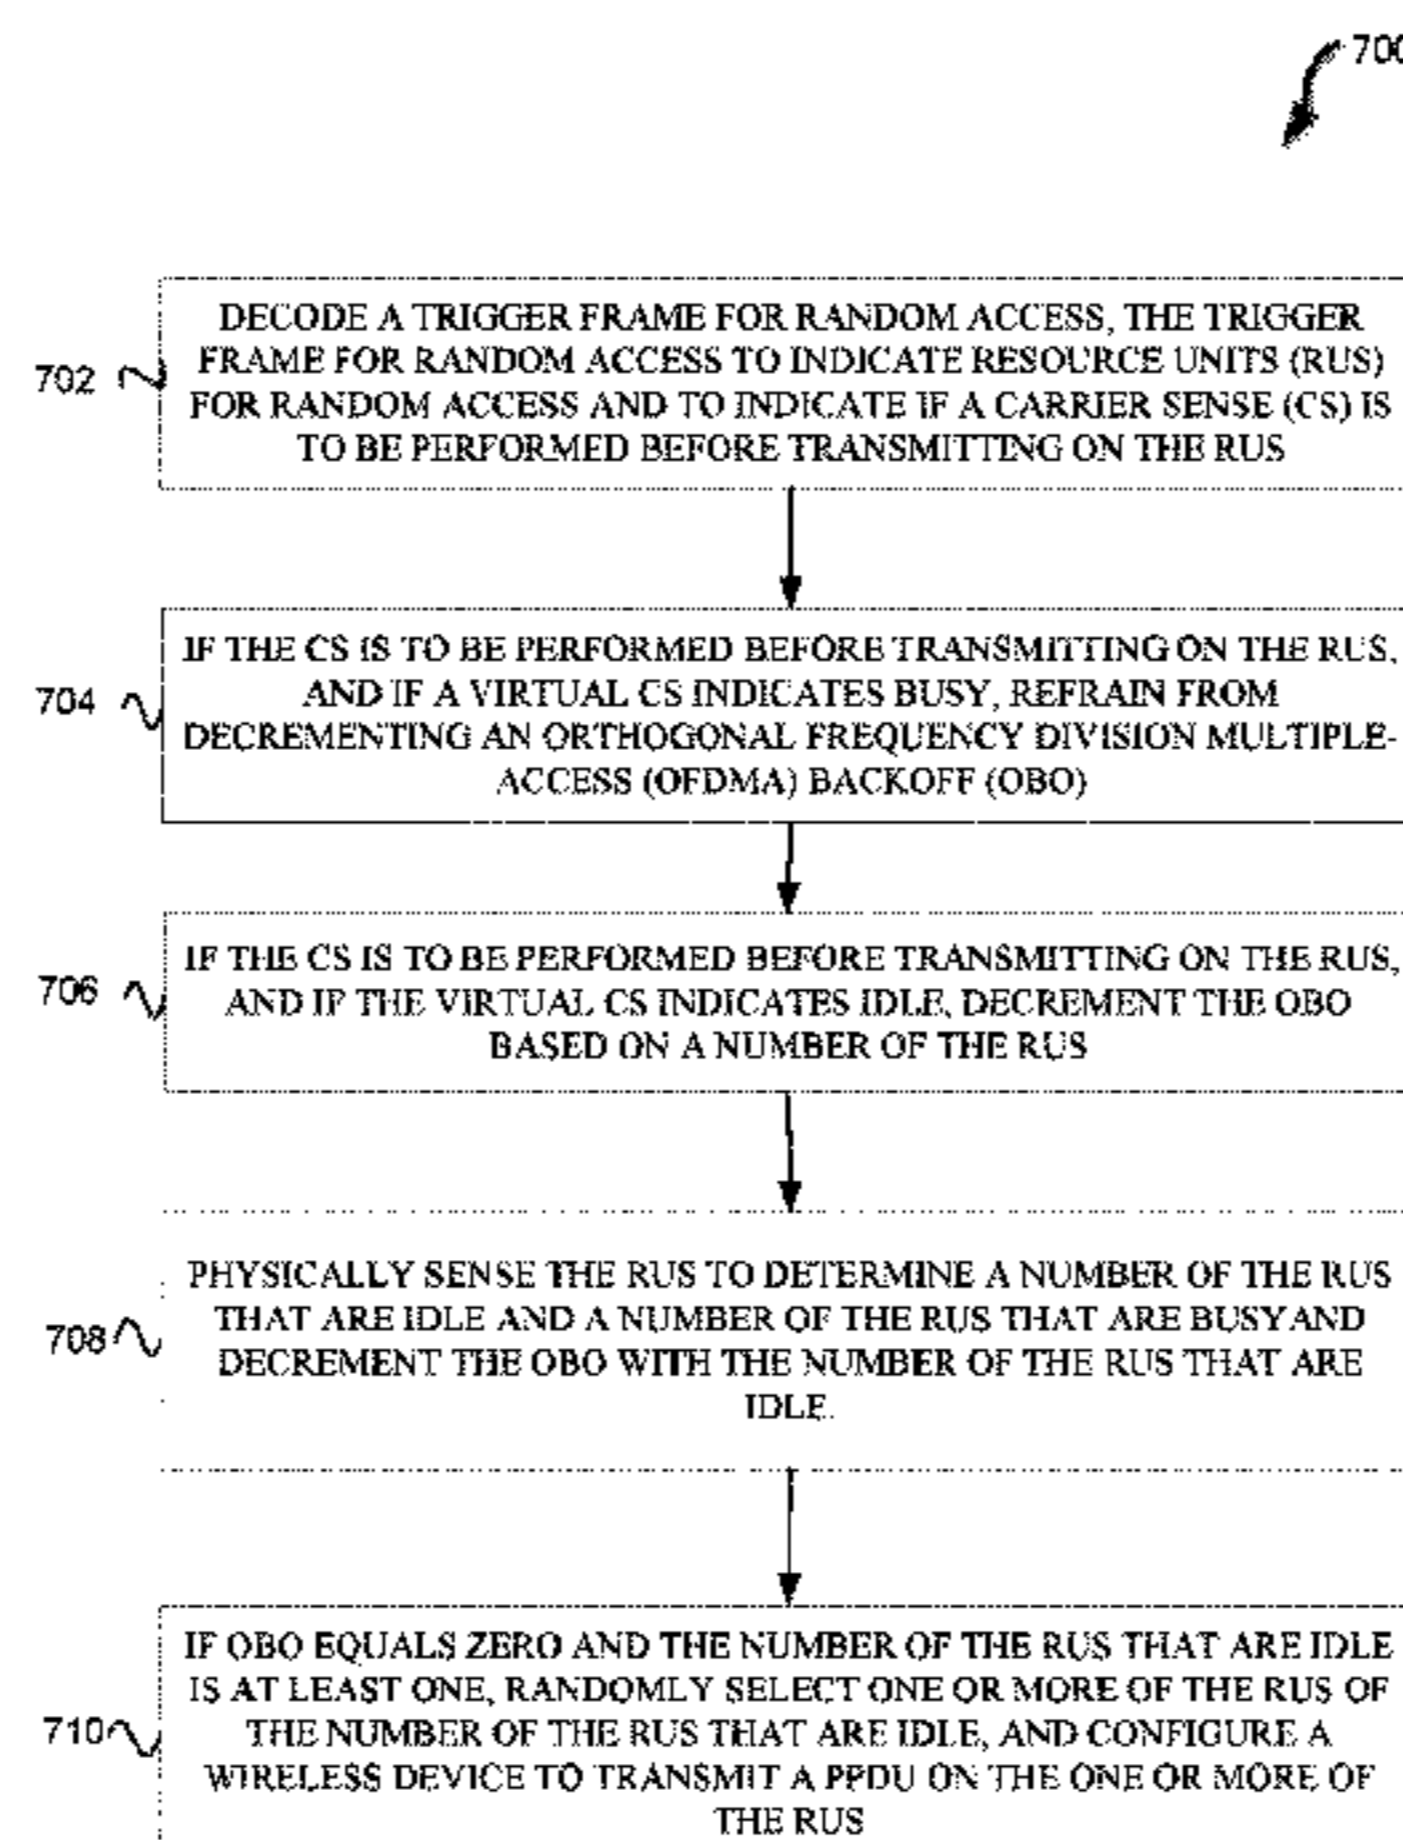 700
702
DECODE A TRIGGER FRAME FOR RANDOM ACCESS, THE TRIGGER
FRAME FOR RANDOM ACCESS TO INDICATE RESOURCE UNITS (RUS)
FOR RANDOM ACCESS AND TO INDICATE IF A CARRIER SENSE (CS) IS
TO BE PERFORMED BEFORE TRANSMITTING ON THE RUS
704
IF THE CS IS TO BE PERFORMED BEFORE TRANSMITTING ON THE RUS,
AND IF A VIRTUAL CS INDICATES BUSY, REFRAIN FROM
DECREMENTING AN ORTHOGONAL FREQUENCY DIVISION MULTIPLE-
ACCESS (OFDMA) BACKOFF (OBO)
706
IF THE CS IS TO BE PERFORMED BEFORE TRANSMITTING ON THE RUS,
AND IF THE VIRTUAL CS INDICATES IDLE, DECREMENT THE OBO
BASED ON A NUMBER OF THE RUS
708
PHYSICALLY SENSE THE RUS TO DETERMINE A NUMBER OF THE RUS
THAT ARE IDLE AND A NUMBER OF THE RUS THAT ARE BUSY AND
DECREMENT THE OBO WITH THE NUMBER OF THE RUS THAT ARE
IDLE.
710
IF OBO EQUALS ZERO AND THE NUMBER OF THE RUS THAT ARE IDLE
IS AT LEAST ONE, RANDOMLY SELECT ONE OR MORE OF THE RUS OF
THE NUMBER OF THE RUS THAT ARE IDLE, AND CONFIGURE A
WIRELESS DEVICE TO TRANSMIT A PPDU ON THE ONE OR MORE OF
THE RUS